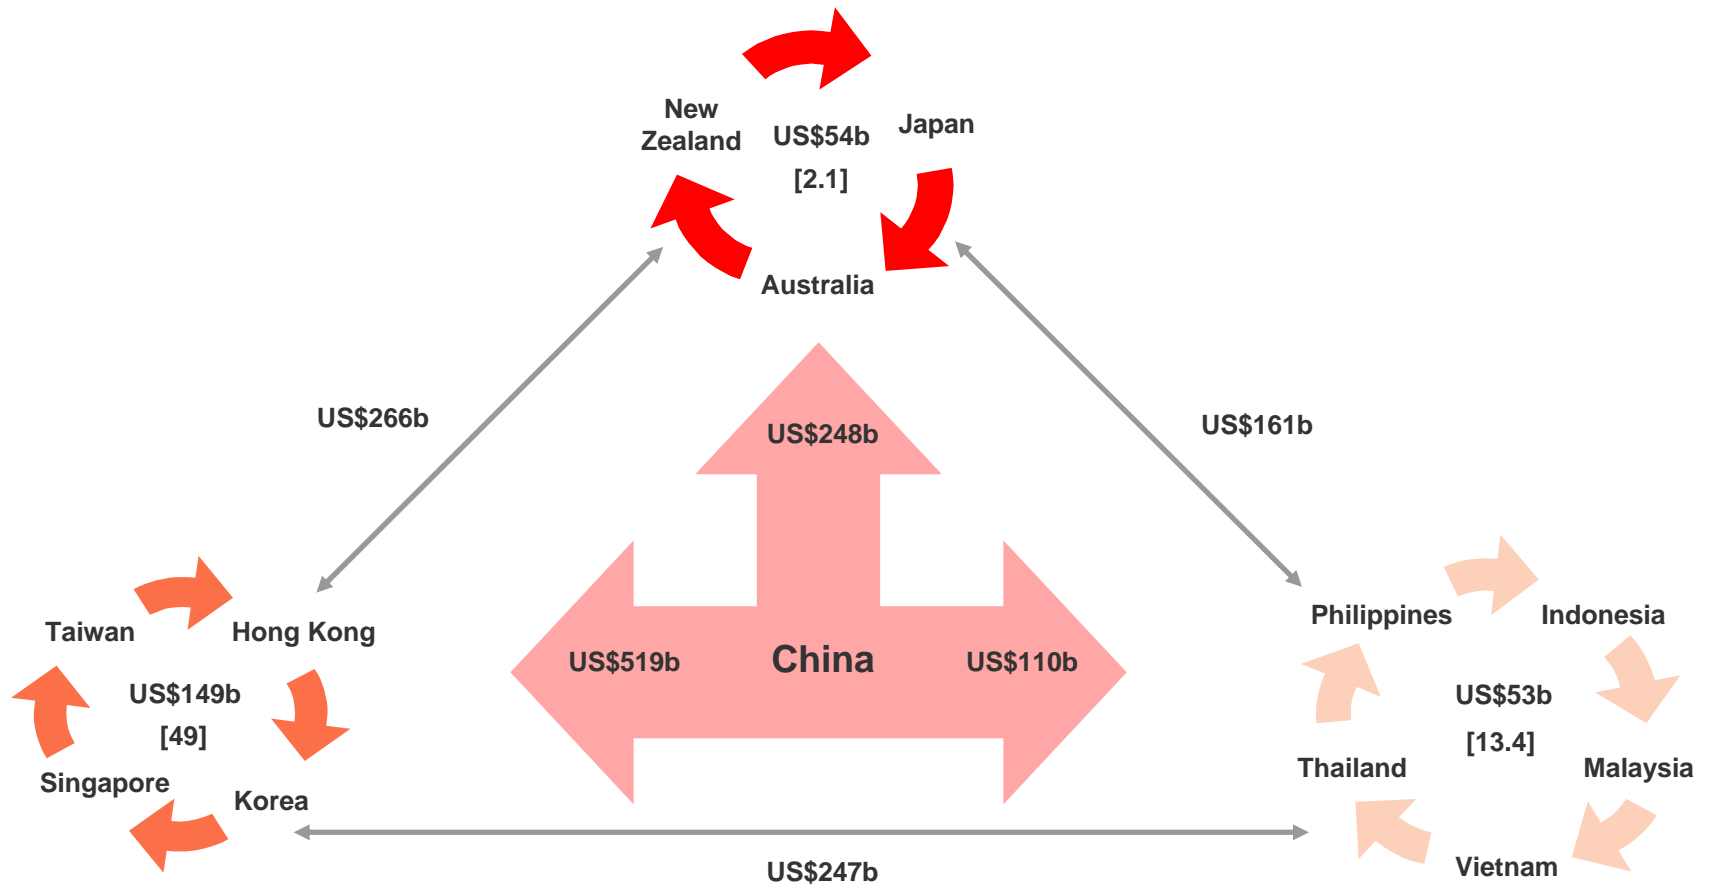 New
Zealand
US$54b
Japan
[2.1]
Australia
US$266b
US$248b
US$161b
Taiwan
Hong Kong
US$149b
[49]
Singapore
Korea
US$519b
China
US$110b
Philippines
Indonesia
US$53b
[13.4]
Thailand
Malaysia
Vietnam
US$247b